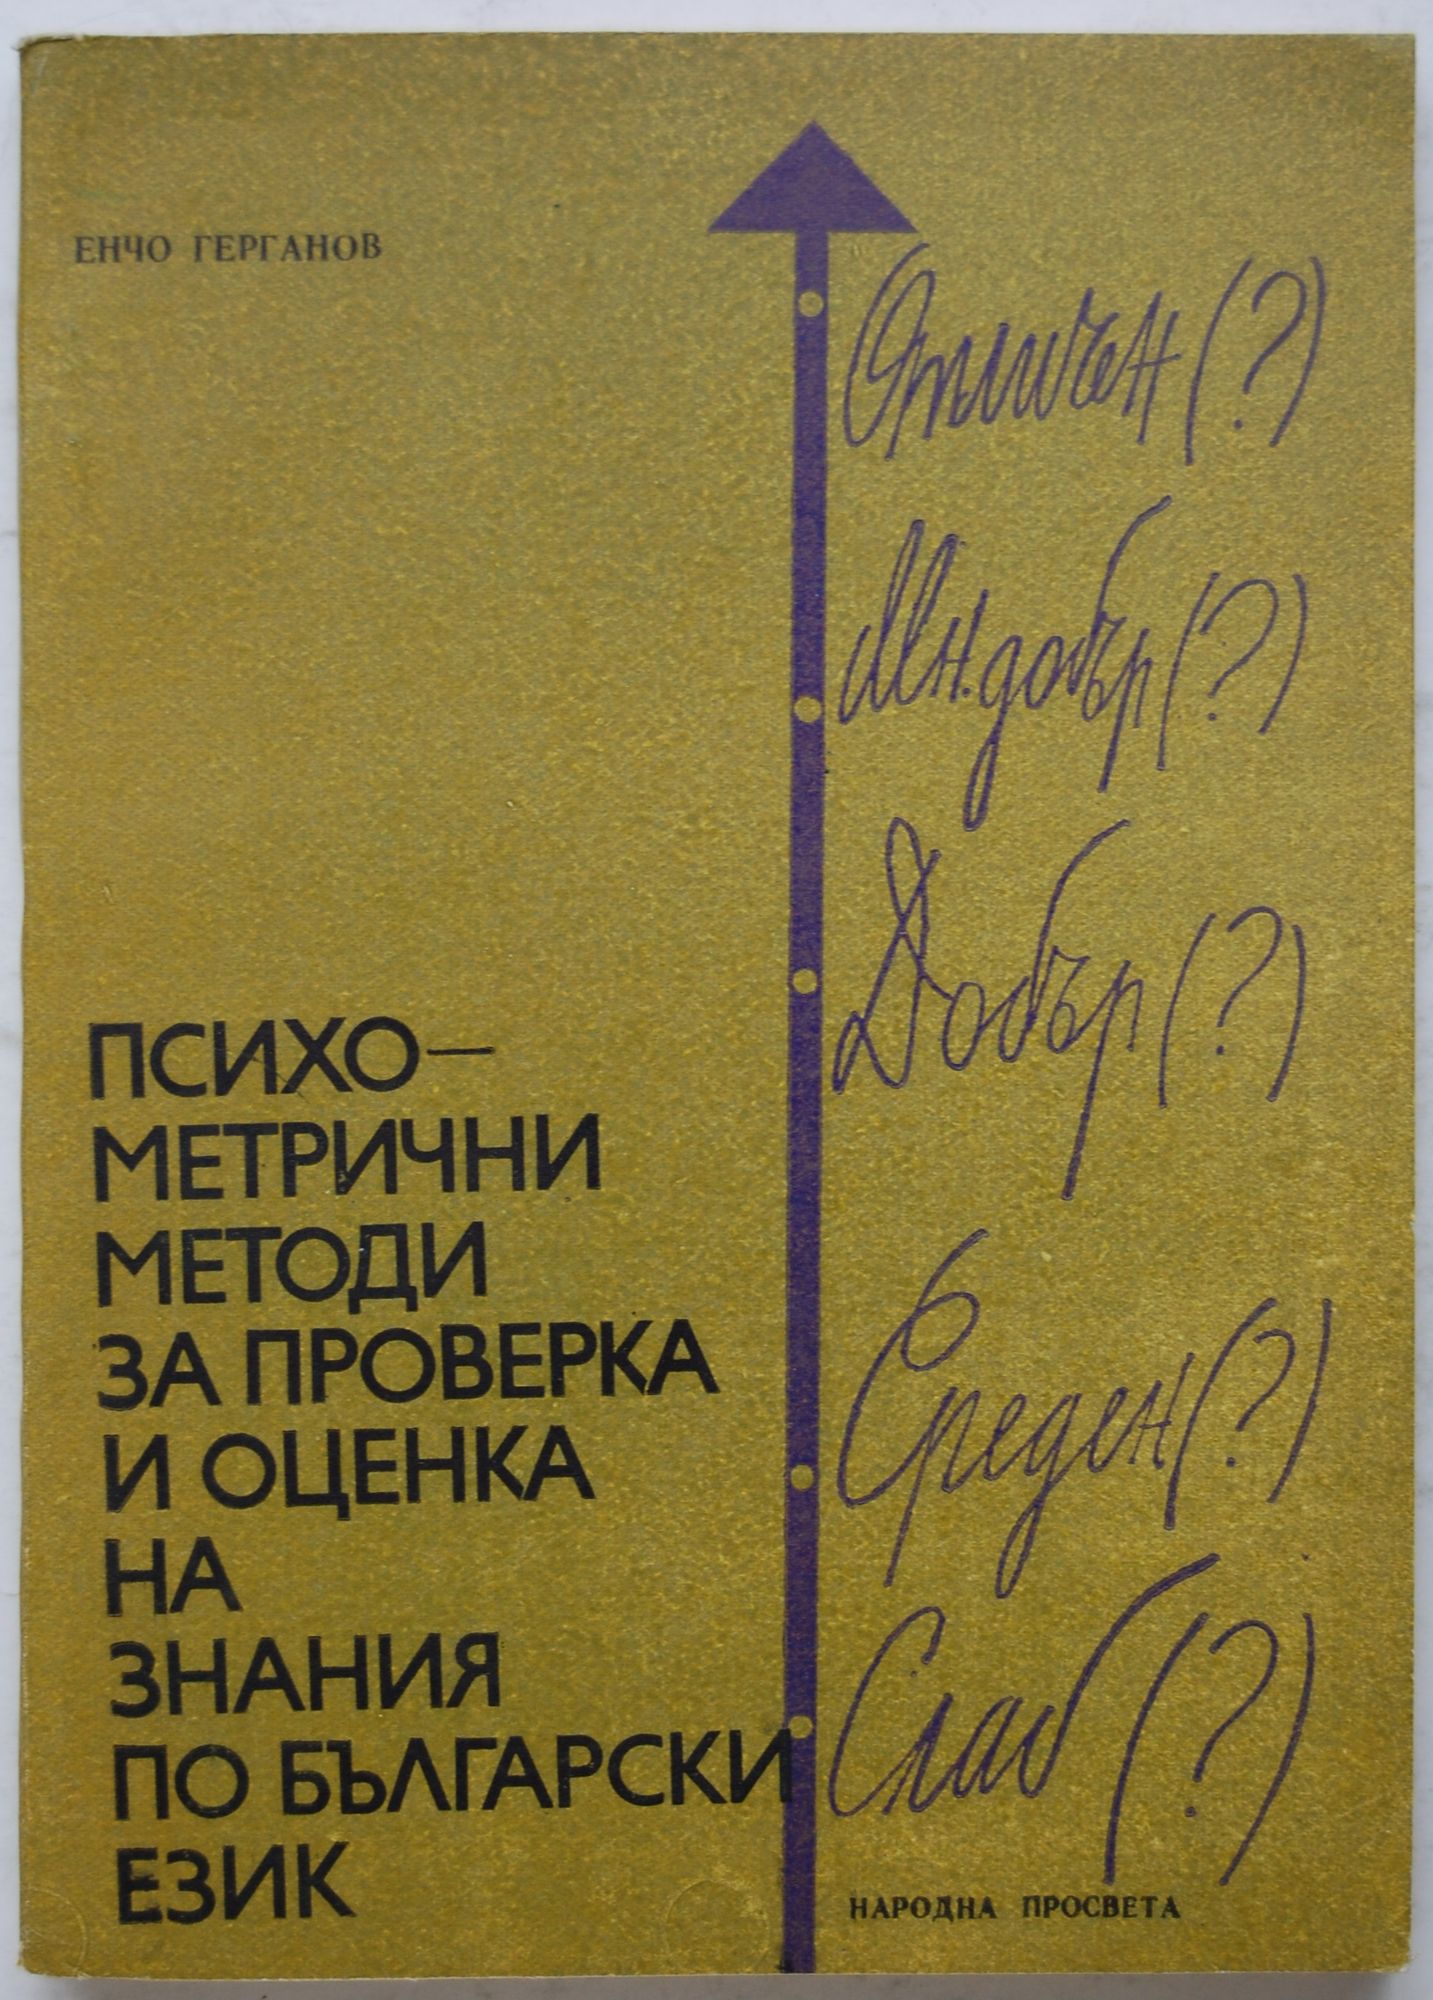 ЕНЧО ГЕРГАНОВ
Отличен (?)
Мн. добър (?)
Добър (?)
Среден (?)
Слаб (?)
ПСИХО–
МЕТРИЧНИ
МЕТОДИ
ЗА ПРОВЕРКА
И ОЦЕНКА
НА
ЗНАНИЯ
ПО БЪЛГАРСКИ
ЕЗИК
НАРОДНА ПРОСВЕТА